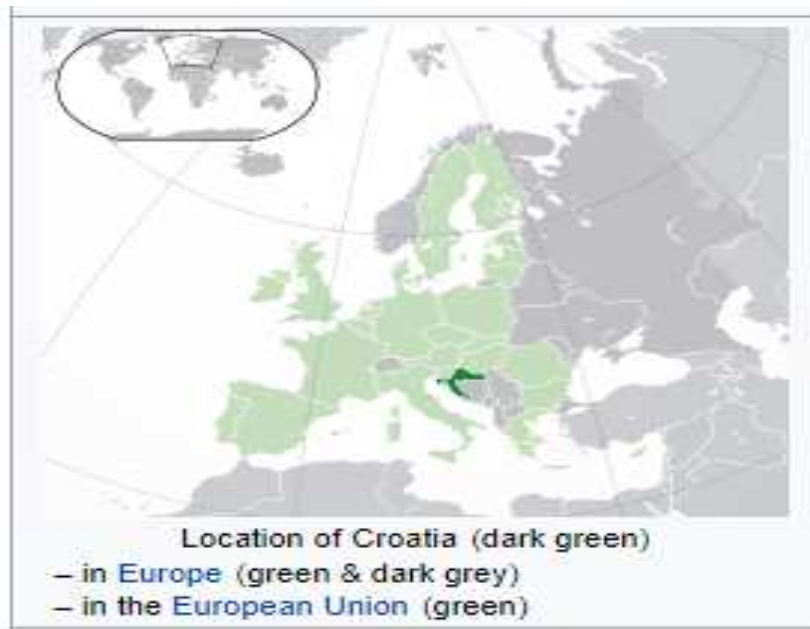 Location of Croatia (dark green)
– in Europe (green & dark grey)
– in the European Union (green)